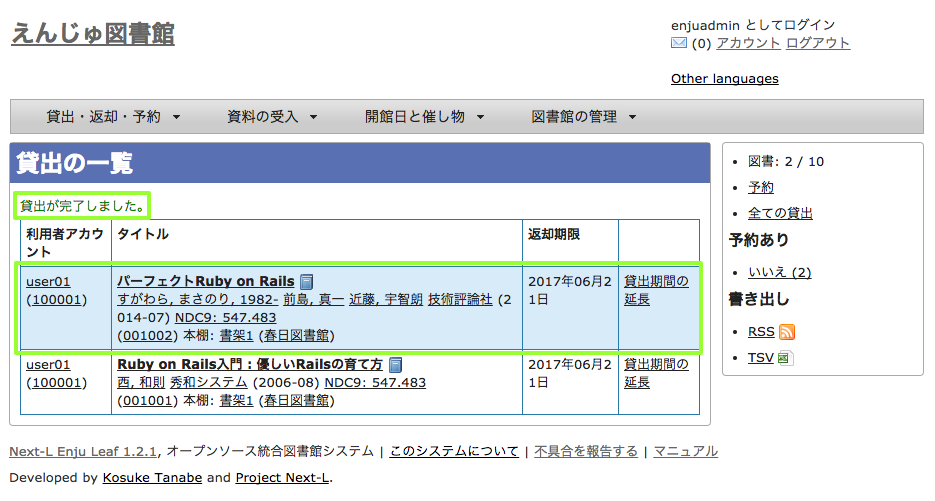 えんじゅ図書館
enjuadmin としてログイン
(0) アカウント ログアウト
Other languages
貸出・返却・予約
資料の受入
開館日と催し物
図書館の管理
貸出の一覧
貸出が完了しました。
利用者アカウ
ント
タイトル
返却期限
user01
(100001)
パーフェクトRuby on Rails
すがわら, まさのり, 1982- 前島, 真一 近藤, 宇智朗 技術評論社 (2
014-07) NDC9: 547.483
(001002) 本棚: 書架1 (春日図書館)
2017年06月2
1日
貸出期間の
延長
user01
(100001)
Ruby on Rails入門 : 優しいRailsの育て方
西, 和則 秀和システム (2006-08) NDC9: 547.483
(001001) 本棚: 書架1 (春日図書館)
2017年06月2
1日
貸出期間の
延長
図書: 2 / 10
予約
全ての貸出
予約あり
いいえ (2)
書き出し
RSS
TSV
Next-L Enju Leaf 1.2.1, オープンソース統合図書館システム | このシステムについて | 不具合を報告する | マニュアル
Developed by Kosuke Tanabe and Project Next-L.